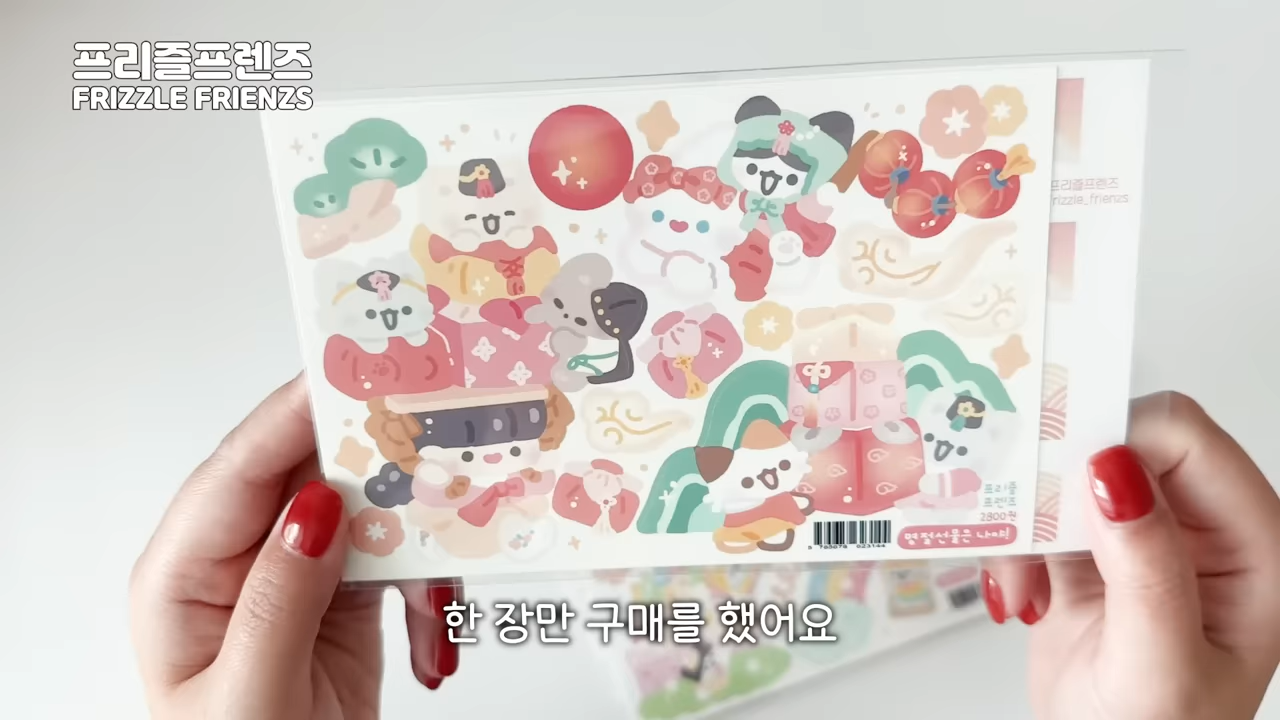 프리즐프렌즈
FRIZZLE FRIENZS
프리즐프렌즈
frizzle_frienzs
프리즐
프렌즈
2800원
명절선물은 나야!
한 장만 구매를 했어요